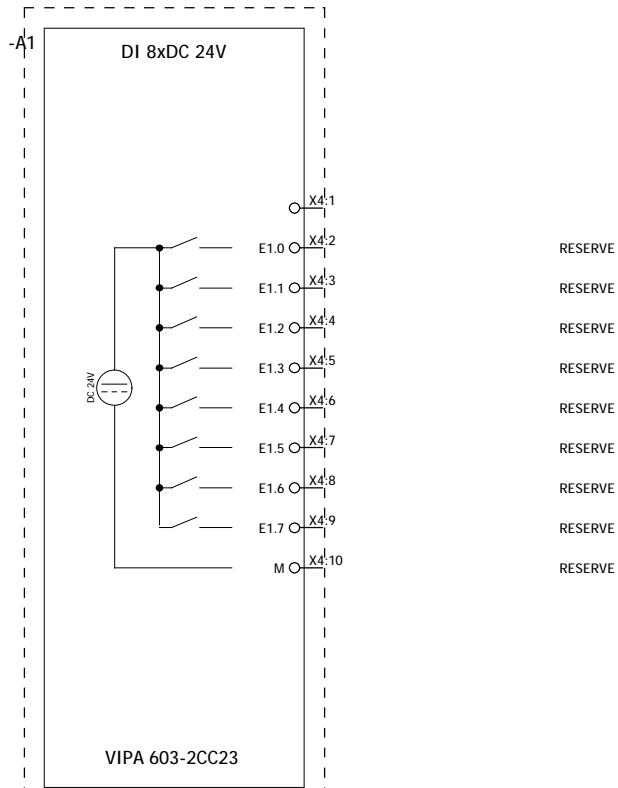 -A1
DI 8xDC 24V
X4:1
E1.0 X4:2 RESERVE
E1.1 X4:3 RESERVE
E1.2 X4:4 RESERVE
E1.3 X4:5 RESERVE
DC 24V
E1.4 X4:6 RESERVE
E1.5 X4:7 RESERVE
E1.6 X4:8 RESERVE
E1.7 X4:9 RESERVE
M X4:10 RESERVE
VIPA 603-2CC23